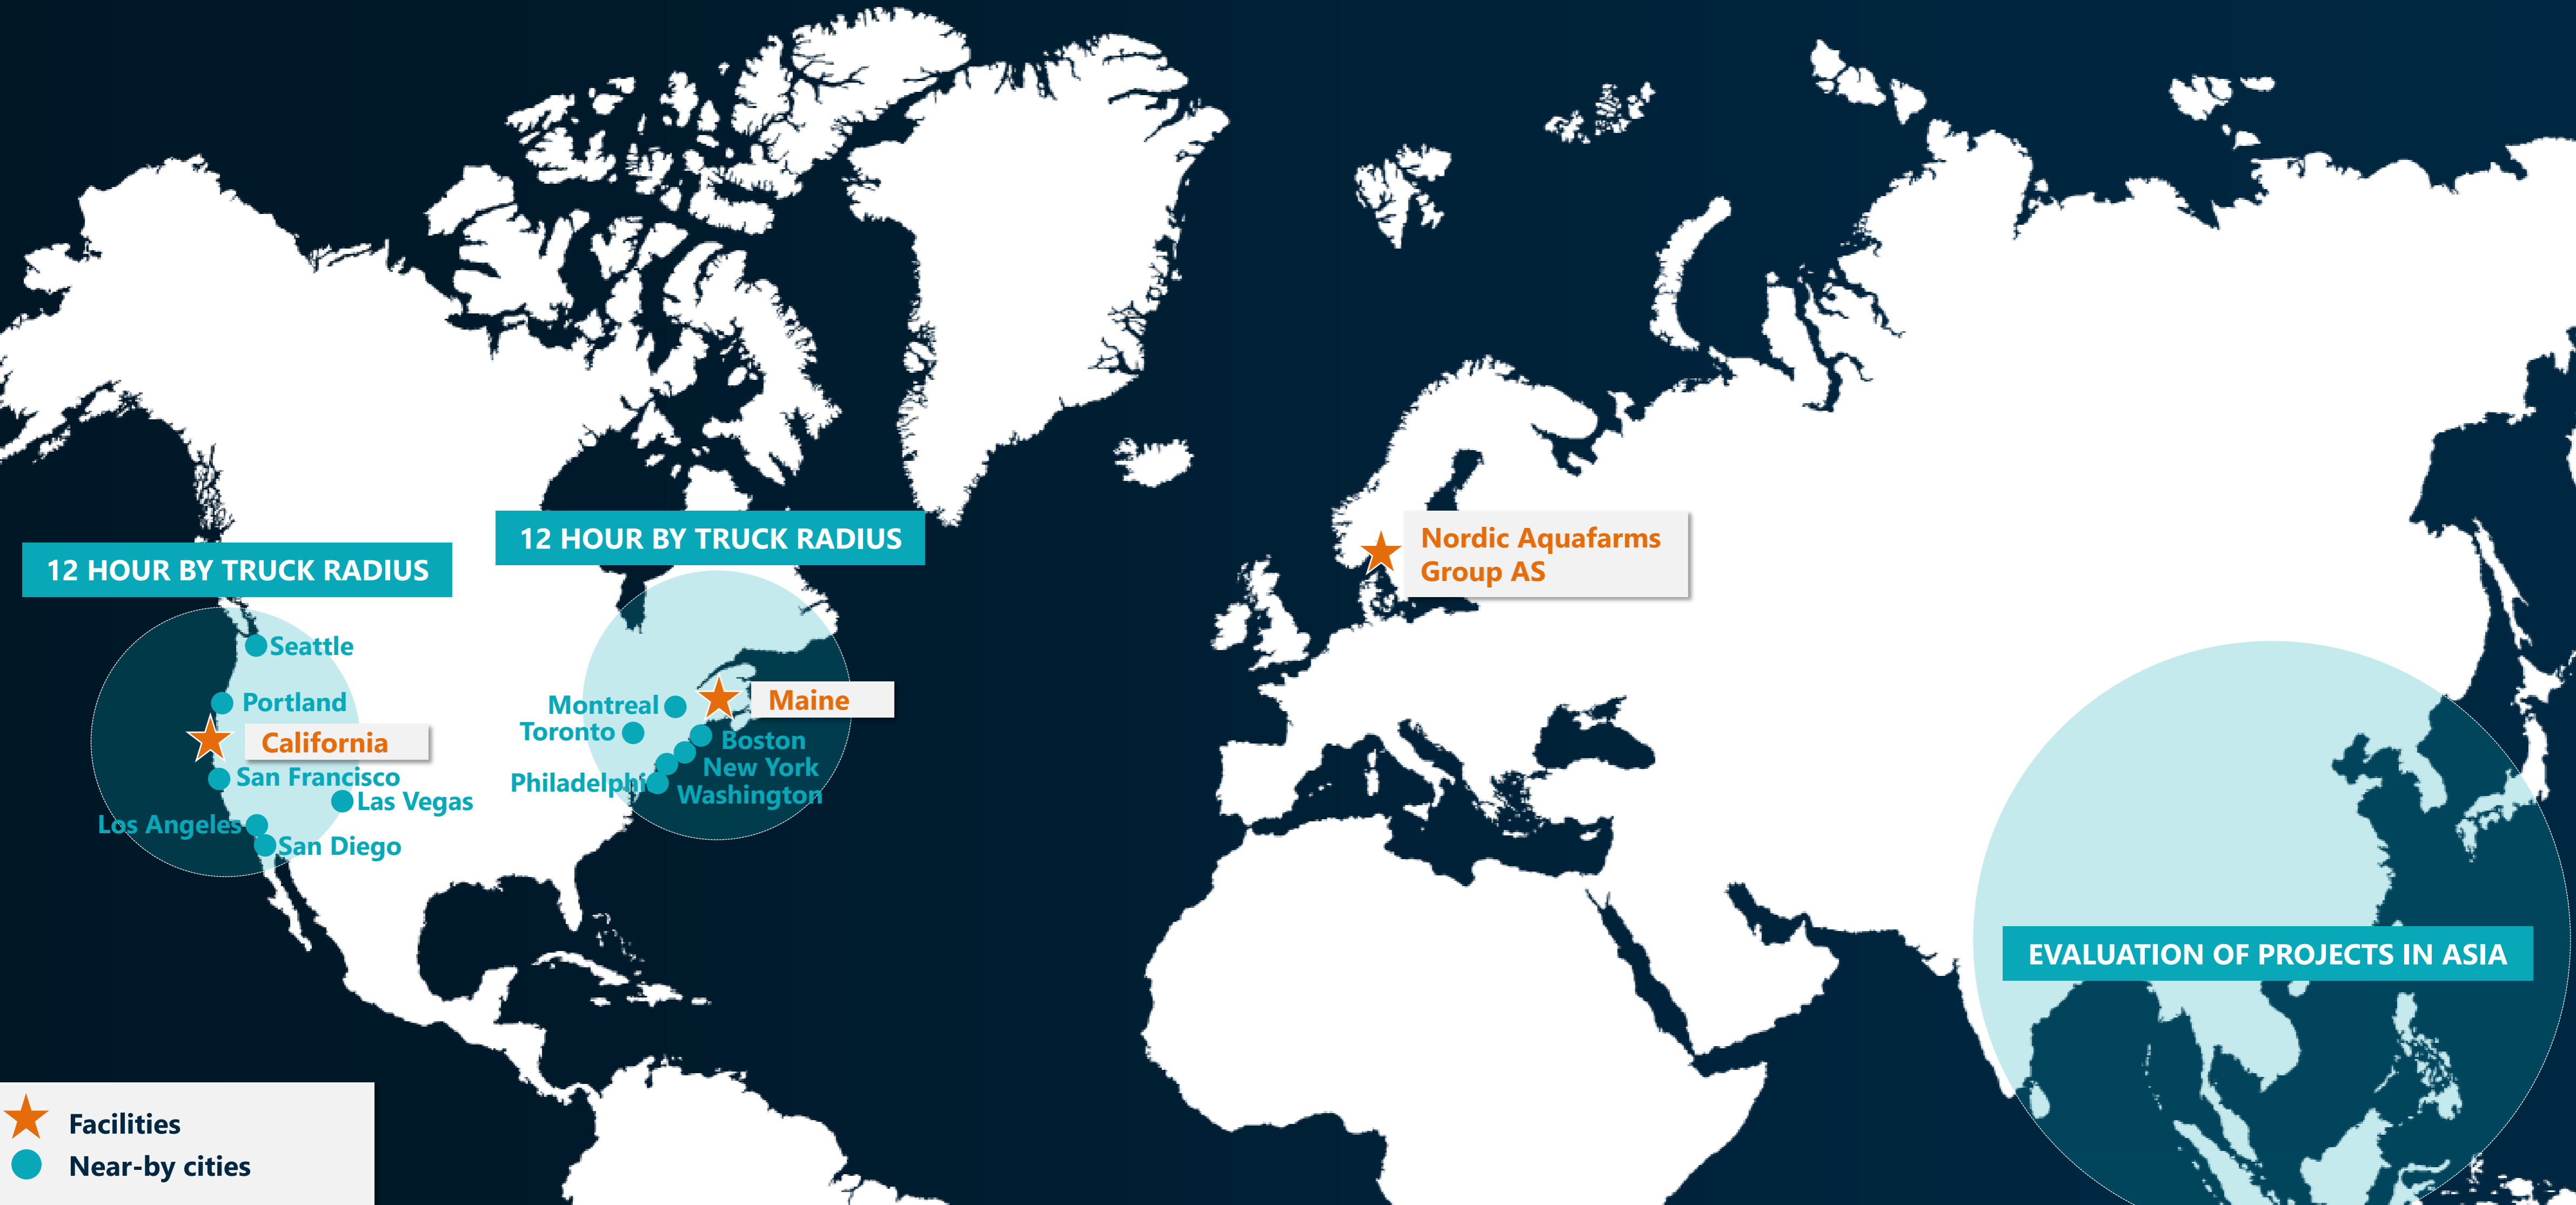 12 HOUR BY TRUCK RADIUS
12 HOUR BY TRUCK RADIUS
Nordic Aquafarms
Group AS
Seattle
Portland
California
San Francisco
Las Vegas
Los Angeles
San Diego
Montreal
Maine
Toronto
Boston
New York
Philadelphi
Washington
EVALUATION OF PROJECTS IN ASIA
Facilities
Near-by cities